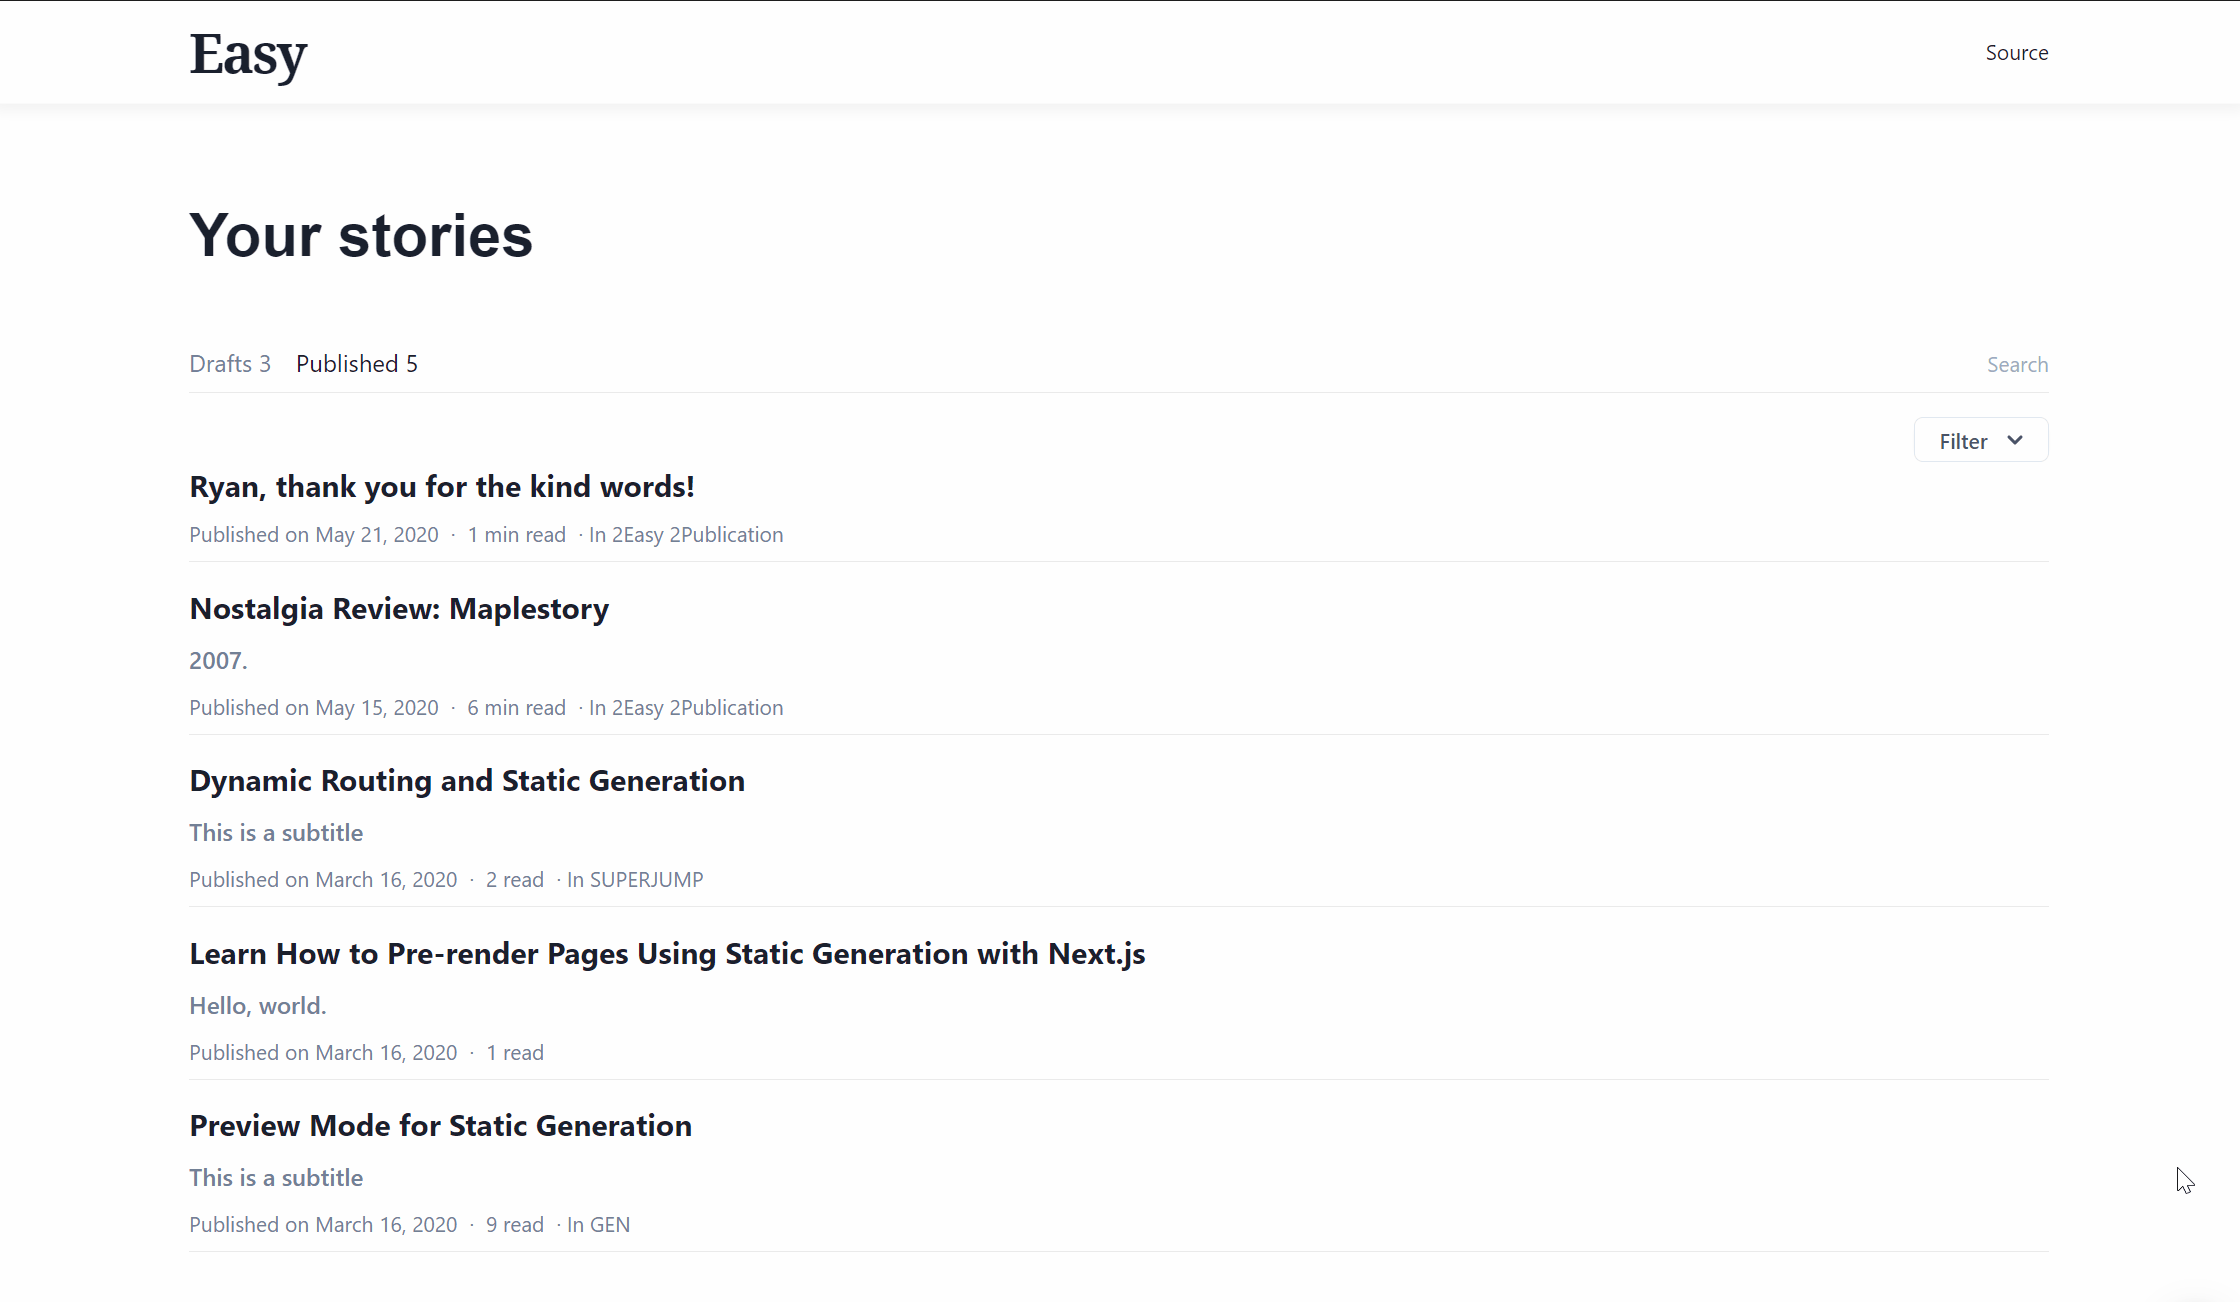 Easy
Source
Your stories
Drafts 3 Published 5
Search
Filter
Ryan, thank you for the kind words!
Published on May 21, 2020 · 1 min read · In 2Easy 2Publication
Nostalgia Review: Maplestory
2007.
Published on May 15, 2020 · 6 min read · In 2Easy 2Publication
Dynamic Routing and Static Generation
This is a subtitle
Published on March 16, 2020 · 2 read · In SUPERJUMP
Learn How to Pre-render Pages Using Static Generation with Next.js
Hello, world.
Published on March 16, 2020 · 1 read
Preview Mode for Static Generation
This is a subtitle
Published on March 16, 2020 · 9 read · In GEN